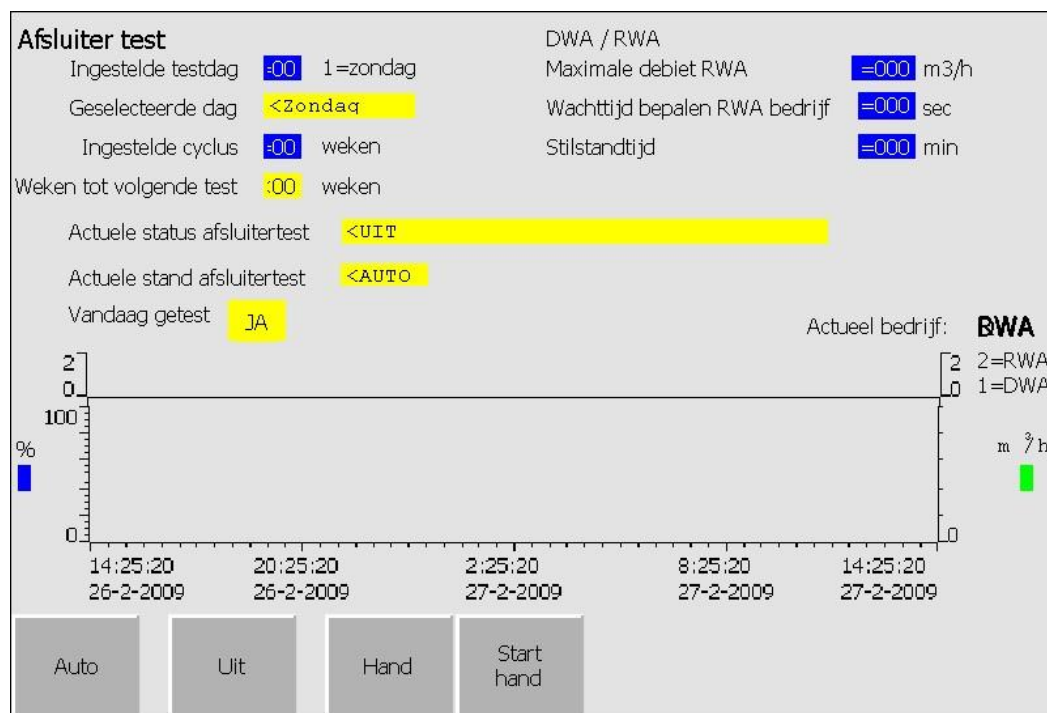 Afsluiter test
DWA / RWA
Ingestelde testdag :00 1=zondag
Maximale debiet RWA =000 m3/h
Geselecteerde dag <Zondag
Wachttijd bepalen RWA bedrijf =000 sec
Ingestelde cyclus :00 weken
Stilstandtijd =000 min
Weken tot volgende test :00 weken
Actuele status afsluitertest <UIT
Actuele stand afsluitertest <AUTO
Vandaag getest JA
Actueel bedrijf: WA
2 2 2=RWA
0 0 1=DWA
100
% m³/h
0 0
14:25:20 20:25:20 2:25:20 8:25:20 14:25:20
26-2-2009 26-2-2009 27-2-2009 27-2-2009 27-2-2009
Auto Uit Hand Start hand